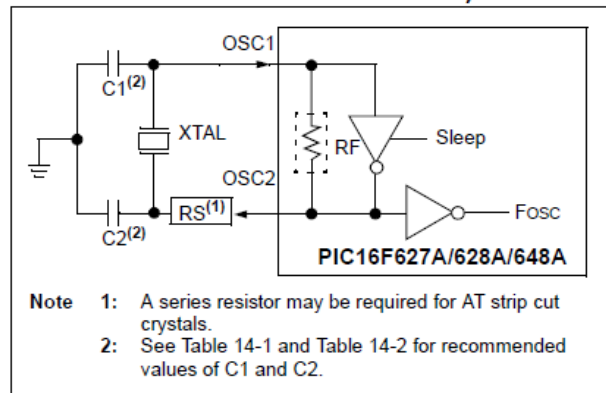 OSC1
C1(2)
XTAL
RF
Sleep
OSC2
RS(1)
C2(2)
FOSC
PIC16F627A/628A/648A
Note 1: A series resistor may be required for AT strip cut
crystals.
2: See Table 14-1 and Table 14-2 for recommended
values of C1 and C2.